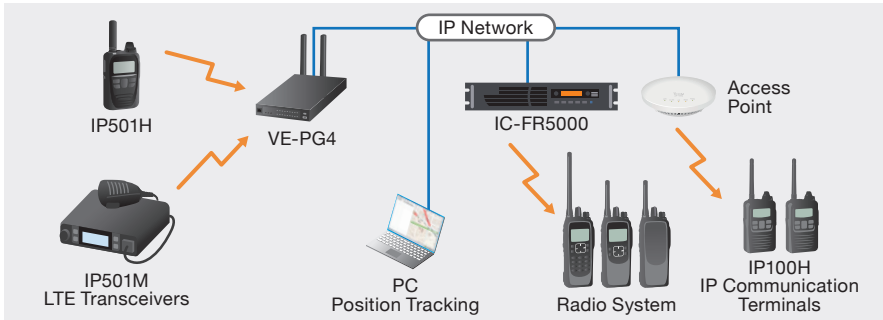 IP Network
IP501H
VE-PG4
IC-FR5000
Access
Point
IP501M
LTE Transceivers
PC
Position Tracking
Radio System
IP100H
IP Communication
Terminals